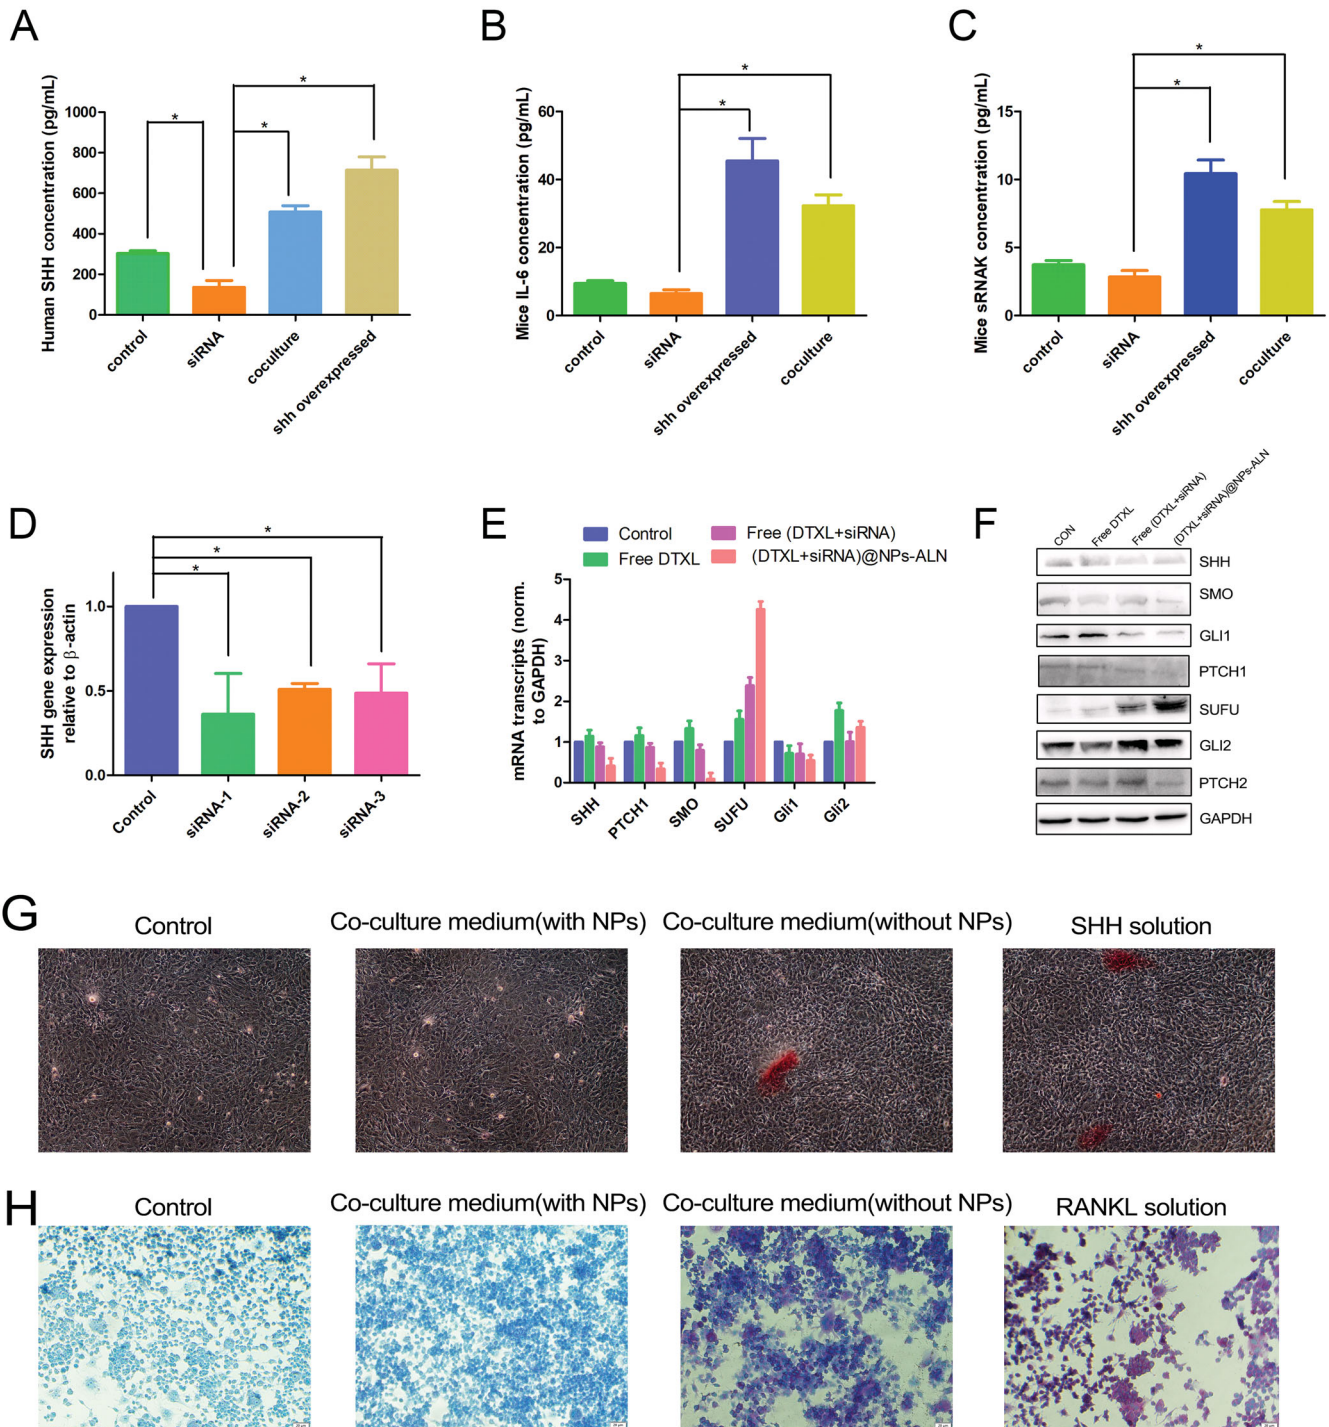 A
B
C
Human SHH concentration (pg/mL)
1000
800
600
400
200
0
*
*
*
control
siRNA
coculture
shh overexpressed
Mice IL-6 concentration (pg/mL)
60
40
20
0
*
*
control
siRNA
shh overexpressed
coculture
Mice sRNAK concentration (pg/mL)
15
10
5
0
*
*
control
siRNA
shh overexpressed
coculture
D
SHH gene expression
relative to β-actin
1.0
0.5
0.0
*
*
*
Control
siRNA-1
siRNA-2
siRNA-3
E
Control
Free (DTXL+siRNA)
Free DTXL
(DTXL+siRNA)@NPs-ALN
mRNA transcripts (norm.
to GAPDH)
5
4
3
2
1
0
SHH
PTCH1
SMO
SUFU
Gli1
Gli2
F
CON
Free DTXL
Free (DTXL+siRNA)
(DTXL+siRNA)@NPs-ALN
SHH
SMO
GLI1
PTCH1
SUFU
GLI2
PTCH2
GAPDH
G
Control
Co-culture medium(with NPs)
Co-culture medium(without NPs)
SHH solution
H
Control
Co-culture medium(with NPs)
Co-culture medium(without NPs)
RANKL solution